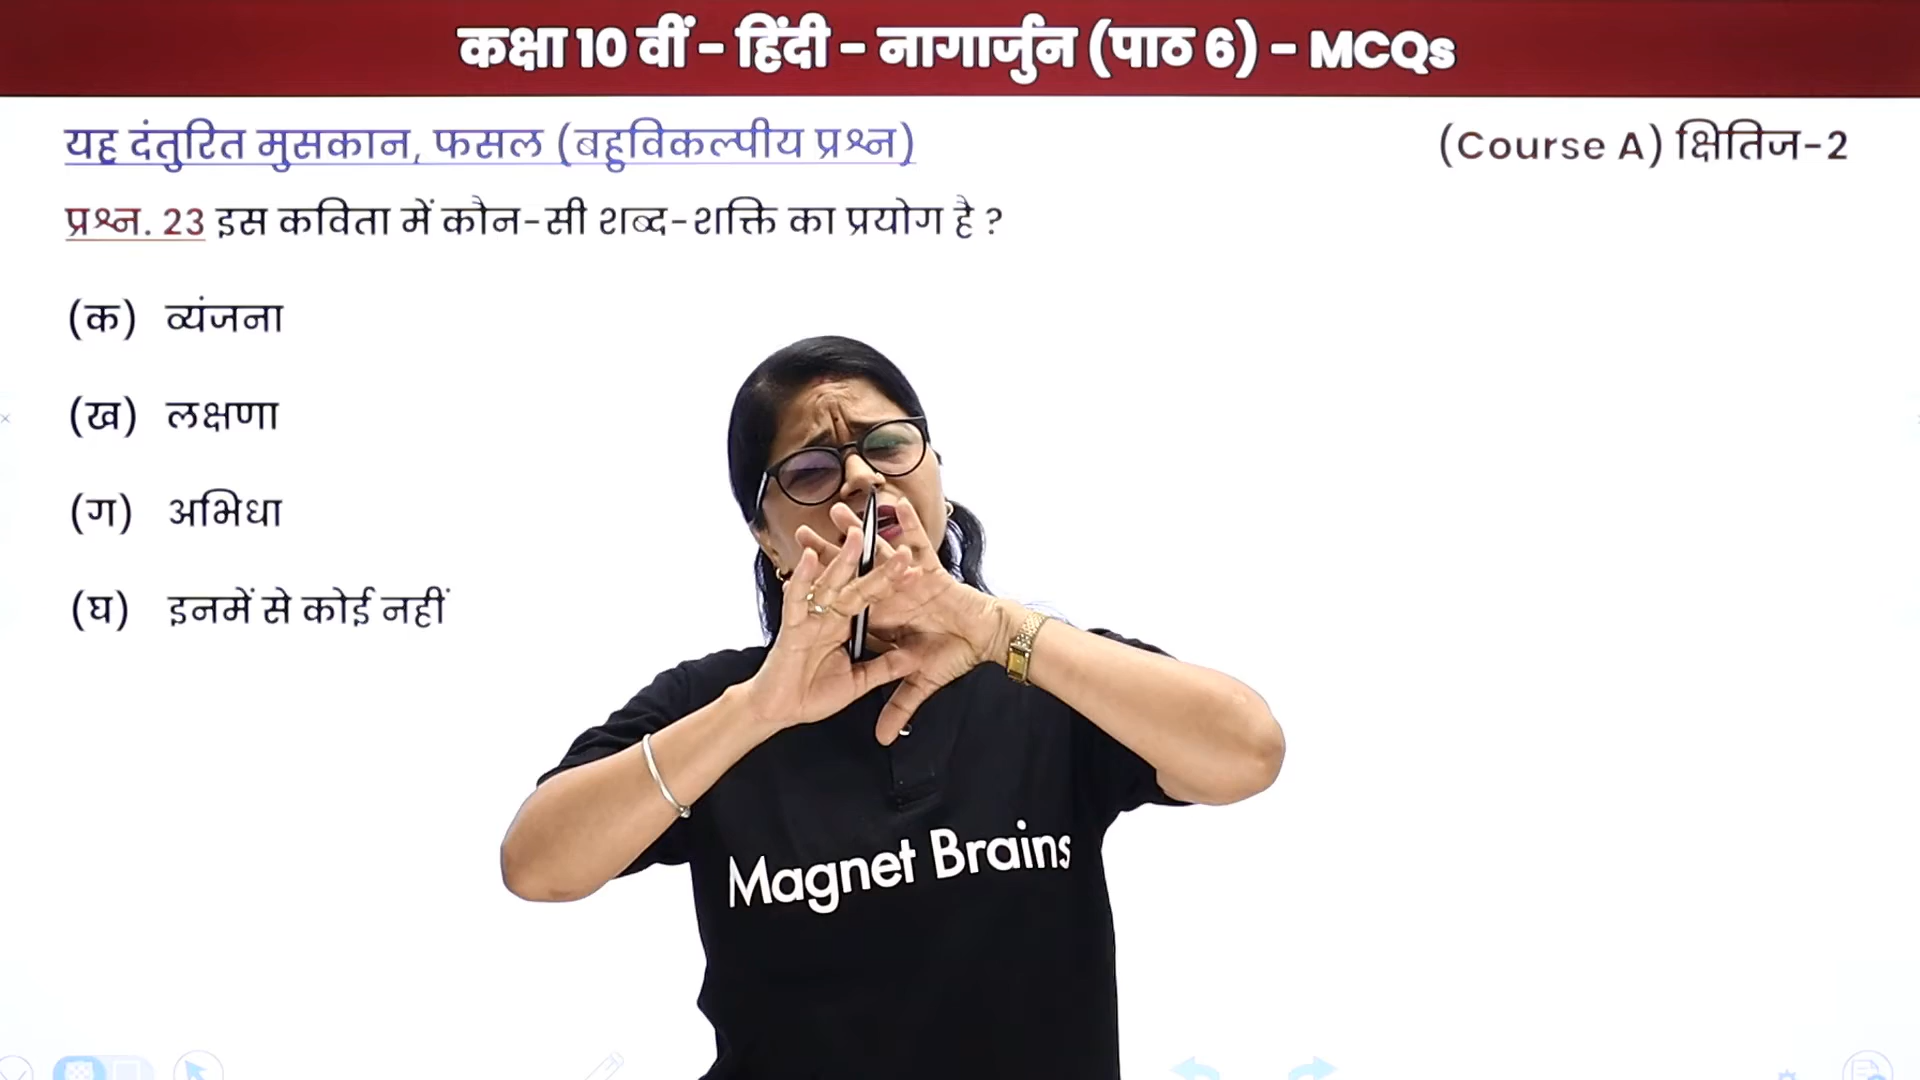 कक्षा 10 वीं - हिंदी - नागार्जुन (पाठ 6) - MCQs
यह दंतुरित मुसकान, फसल (बहुविकल्पीय प्रश्न)
(Course A) क्षितिज-2
प्रश्न. 23 इस कविता में कौन-सी शब्द-शक्ति का प्रयोग है ?
(क) व्यंजना
(ख) लक्षणा
(ग) अभिधा
(घ) इनमें से कोई नहीं
Magnet Brains